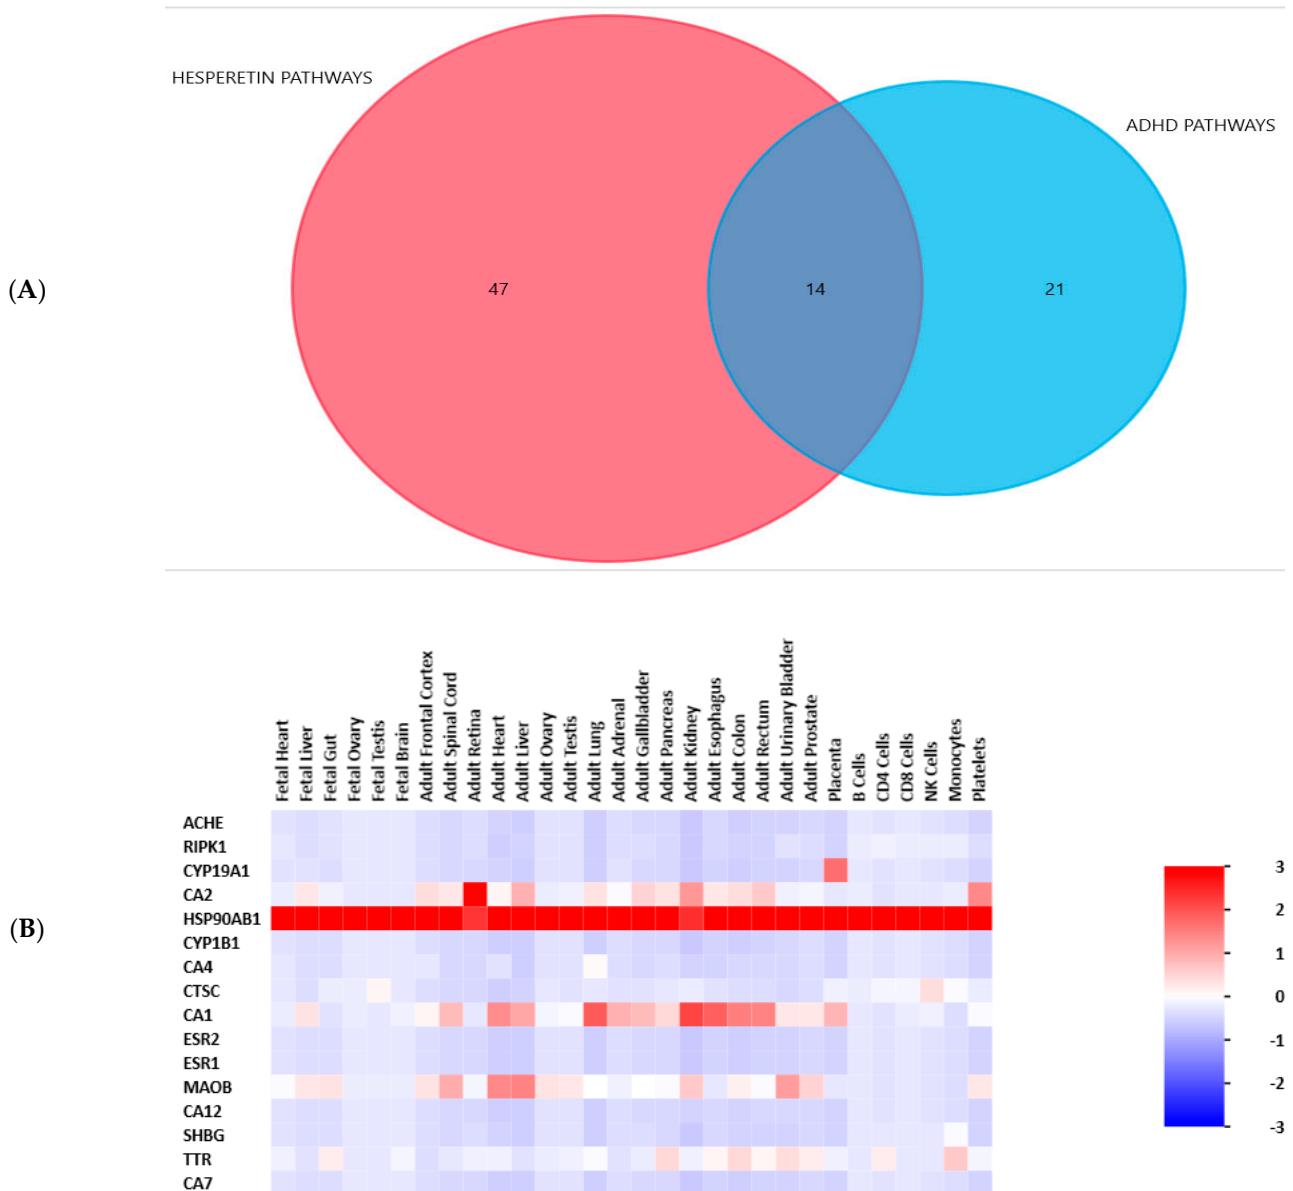 HESPERETIN PATHWAYS
ADHD PATHWAYS
(A)
47
14
21
Fetal Heart
Fetal Liver
Fetal Gut
Fetal Ovary
Fetal Testis
Fetal Brain
Adult Frontal Cortex
Adult Spinal Cord
Adult Retina
Adult Heart
Adult Liver
Adult Ovary
Adult Testis
Adult Lung
Adult Adrenal
Adult Gallbladder
Adult Pancreas
Adult Kidney
Adult Esophagus
Adult Colon
Adult Rectum
Adult Urinary Bladder
Adult Prostate
Placenta
B Cells
CD4 Cells
CD8 Cells
NK Cells
Monocytes
Platelets
(B)
ACHE
RIPK1
CYP19A1
CA2
HSP90AB1
CYP1B1
CA4
CTSC
CA1
ESR2
ESR1
MAOB
CA12
SHBG
TTR
CA7
3
2
1
0
-1
-2
-3